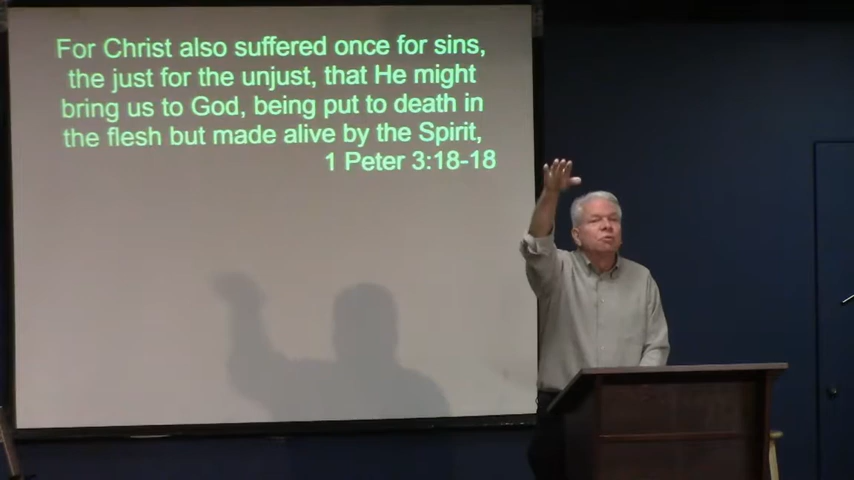 For Christ also suffered once for sins,
the just for the unjust, that He might
bring us to God, being put to death in
the flesh but made alive by the Spirit,
1 Peter 3:18-18